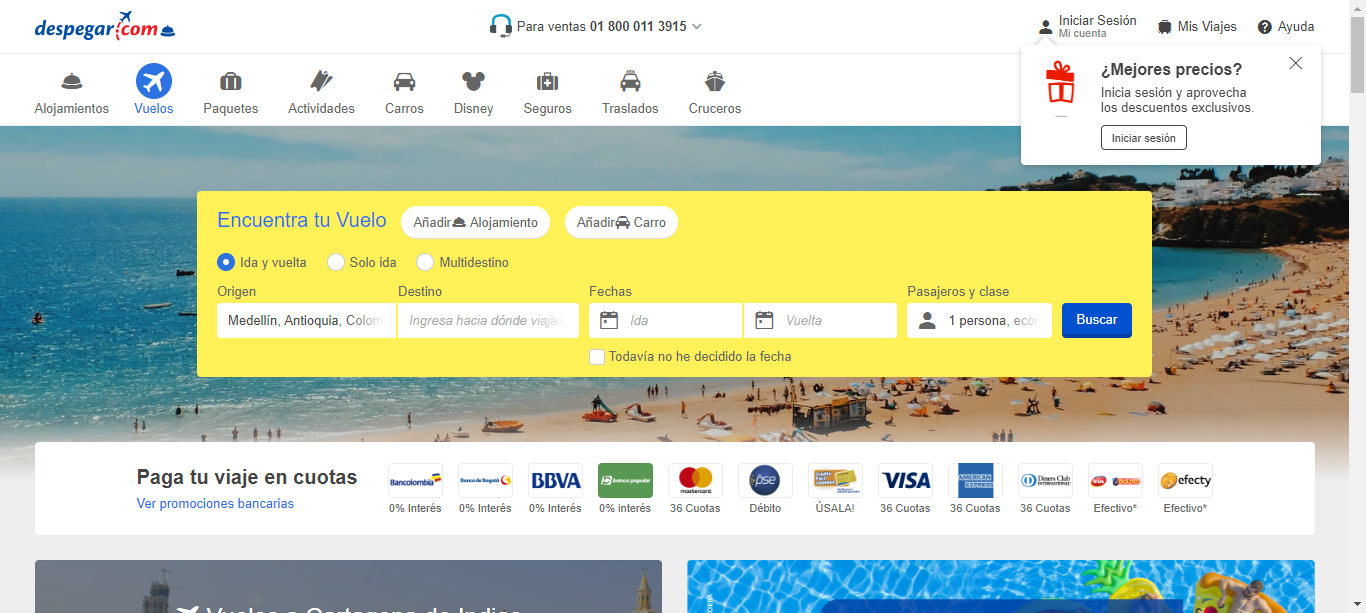 despegar.com
Para ventas 01 800 011 3915
Iniciar Sesión
Mi cuenta
Mis Viajes
Ayuda
Alojamientos
Vuelos
Paquetes
Actividades
Carros
Disney
Seguros
Traslados
Cruceros
¿Mejores precios?
Inicia sesión y aprovecha
los descuentos exclusivos.
Iniciar sesión
Encuentra tu Vuelo
Añadir Alojamiento
Añadir Carro
Ida y vuelta
Solo ida
Multidestino
Origen
Destino
Fechas
Pasajeros y clase
Medellín, Antioquia, Colom
Ingresa hacia dónde viajas
Ida
Vuelta
1 persona, econ
Buscar
Todavía no he decidido la fecha
Paga tu viaje en cuotas
Ver promociones bancarias
Bancolombia
0% Interés
Banco de Bogotá
0% Interés
BBVA
0% Interés
banco popular
0% interés
mastercard
36 Cuotas
pse
Débito
Crédito
Fácil
CODENSA
ÚSALA!
VISA
36 Cuotas
AMERICAN
EXPRESS
36 Cuotas
Diners Club
INTERNATIONAL
36 Cuotas
via
BALOTO
Efectivo*
efecty
Efectivo*
Vuelos a Cartagena de Indias